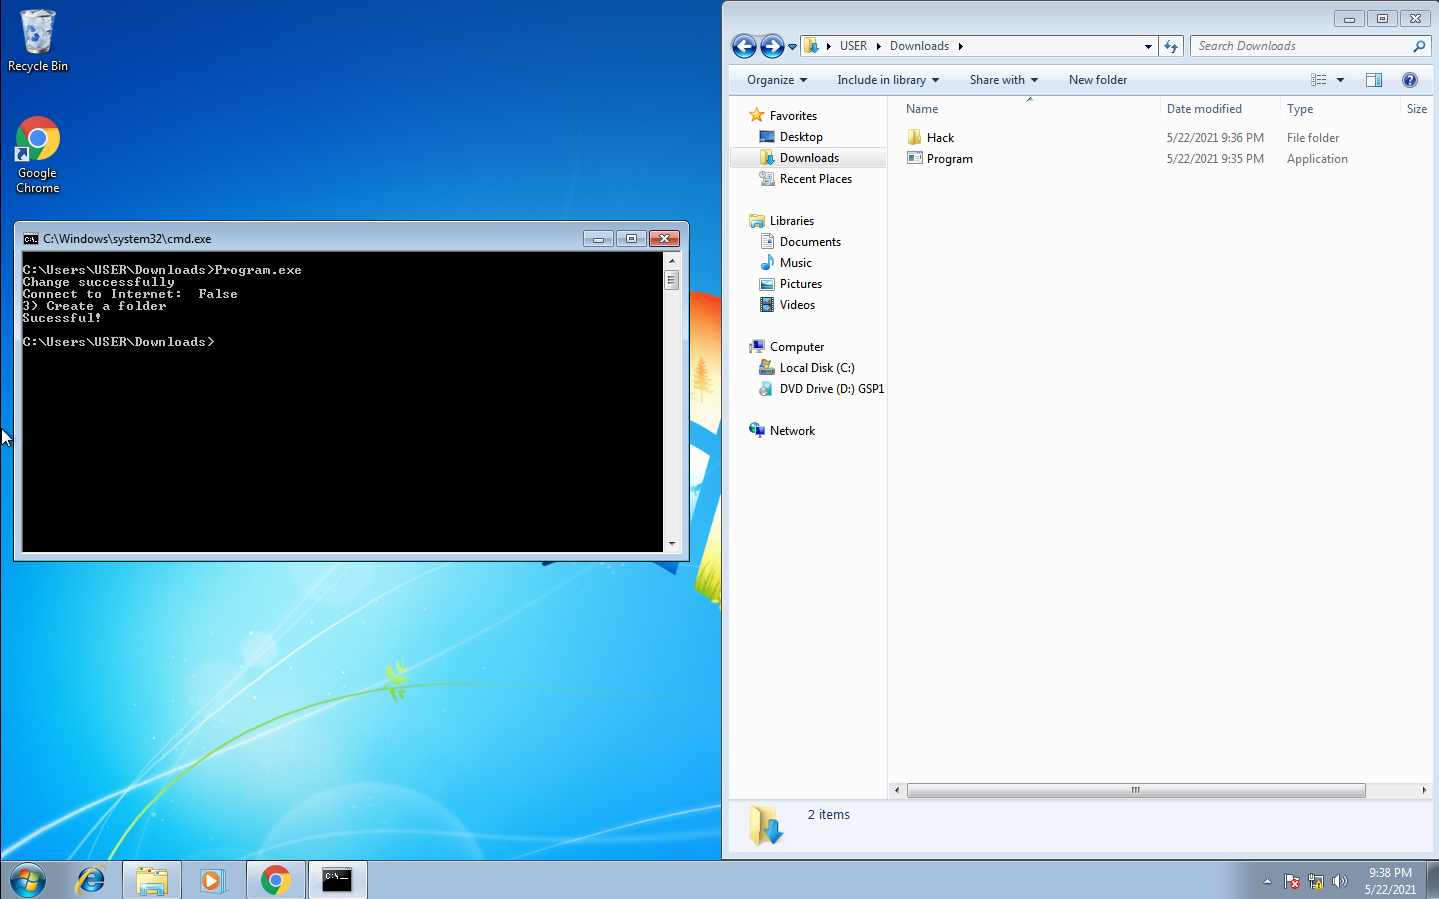 Recycle Bin
Google
Chrome
C:\Windows\system32\cmd.exe
C:\Users\USER\Downloads>Program.exe
Change successfully
Connect to Internet:  False
3) Create a folder
Sucessful!
C:\Users\USER\Downloads>
USER
Downloads
Search Downloads
Organize
Include in library
Share with
New folder
Favorites
Desktop
Downloads
Recent Places
Libraries
Documents
Music
Pictures
Videos
Computer
Local Disk (C:)
DVD Drive (D:) GSP1
Network
Name Date modified Type Size
Hack 5/22/2021 9:36 PM File folder
Program 5/22/2021 9:35 PM Application
2 items
9:38 PM
5/22/2021